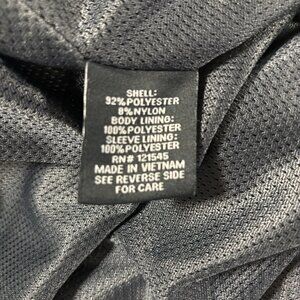 SHELL:
92% POLYESTER
8% NYLON
BODY LINING:
100% POLYESTER
SLEEVE LINING:
100% POLYESTER
RN# 121545
MADE IN VIETNAM
SEE REVERSE SIDE
FOR CARE